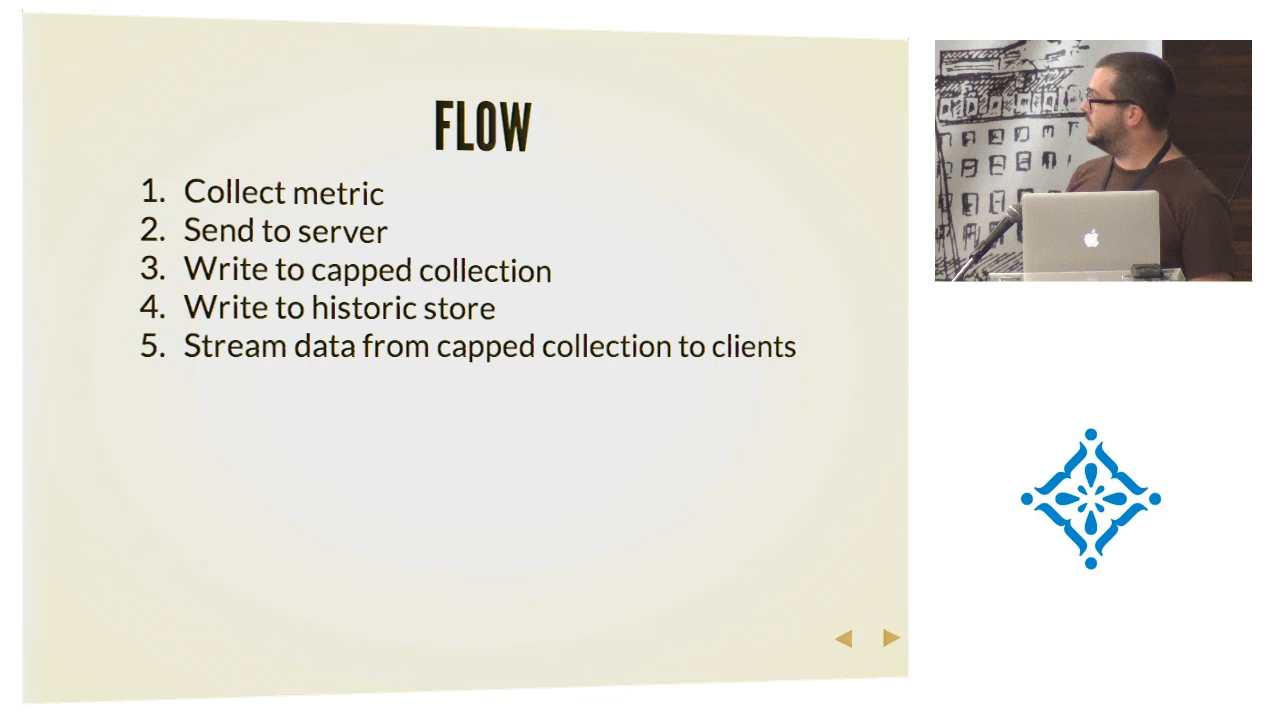 FLOW
1. Collect metric
2. Send to server
3. Write to capped collection
4. Write to historic store
5. Stream data from capped collection to clients